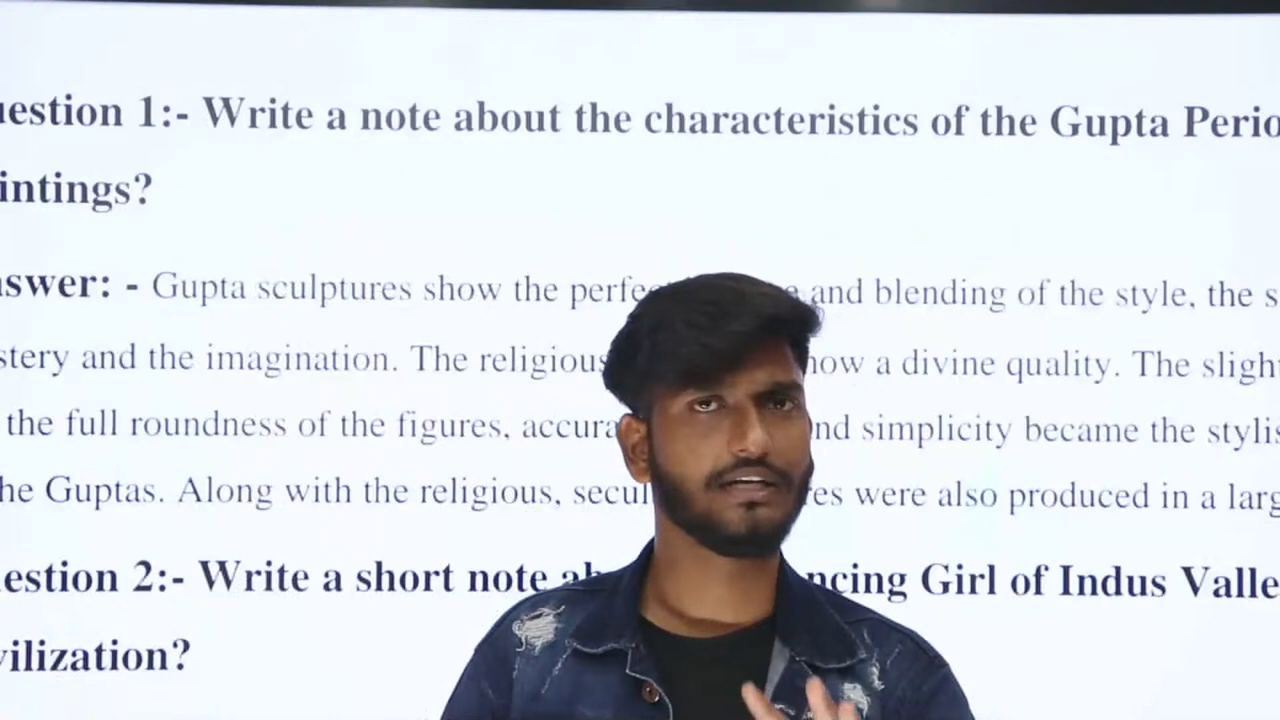 uestion 1:- Write a note about the characteristics of the Gupta Perio
intings?
swer: - Gupta sculptures show the perfe and blending of the style, the s
stery and the imagination. The religious how a divine quality. The slight
the full roundness of the figures, accura nd simplicity became the stylis
he Guptas. Along with the religious, secul es were also produced in a larg
estion 2:- Write a short note ab ncing Girl of Indus Valle
vilization?